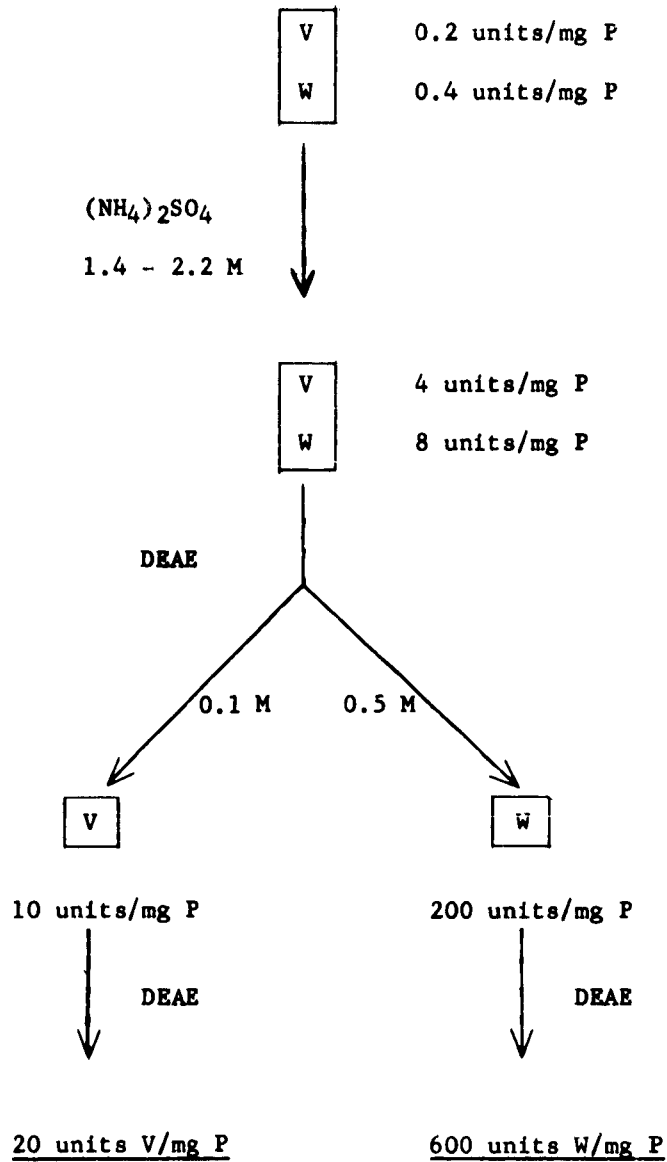 V 0.2 units/mg P
W 0.4 units/mg P
(NH4)2SO4
1.4 - 2.2 M
V 4 units/mg P
W 8 units/mg P
DEAE
0.1 M 0.5 M
V W
10 units/mg P 200 units/mg P
DEAE DEAE
20 units V/mg P 600 units W/mg P